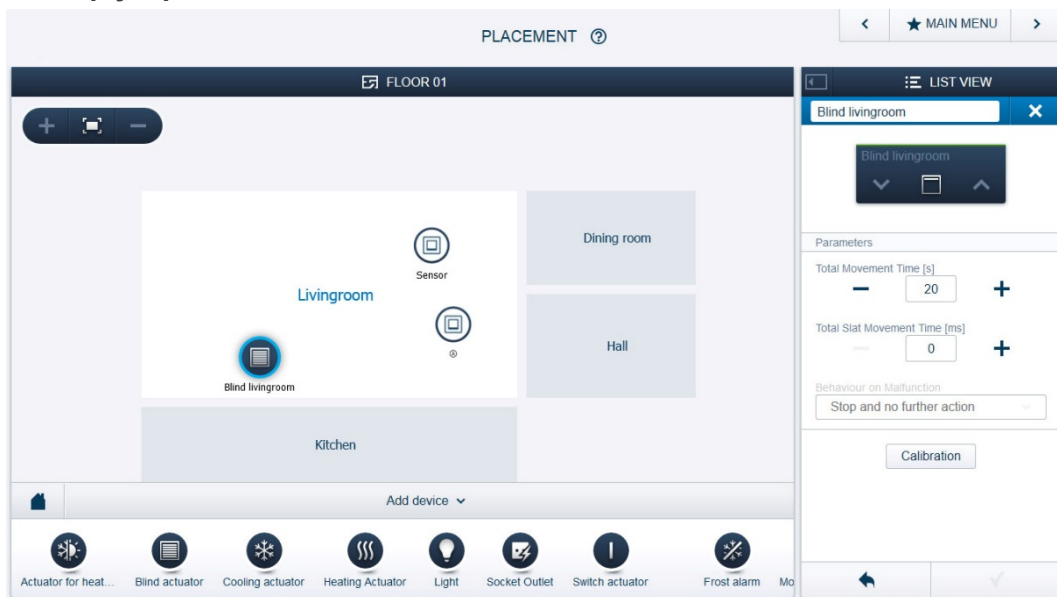 PLACEMENT
MAIN MENU
FLOOR 01
LIST VIEW
Blind livingroom
Blind livingroom
Dining room
Sensor
Livingroom
Hall
Blind livingroom
Kitchen
Parameters
Total Movement Time [s]
20
Total Slat Movement Time [ms]
0
Behaviour on Malfunction
Stop and no further action
Calibration
Add device
Actuator for heat...
Blind actuator
Cooling actuator
Heating Actuator
Light
Socket Outlet
Switch actuator
Frost alarm
Mo